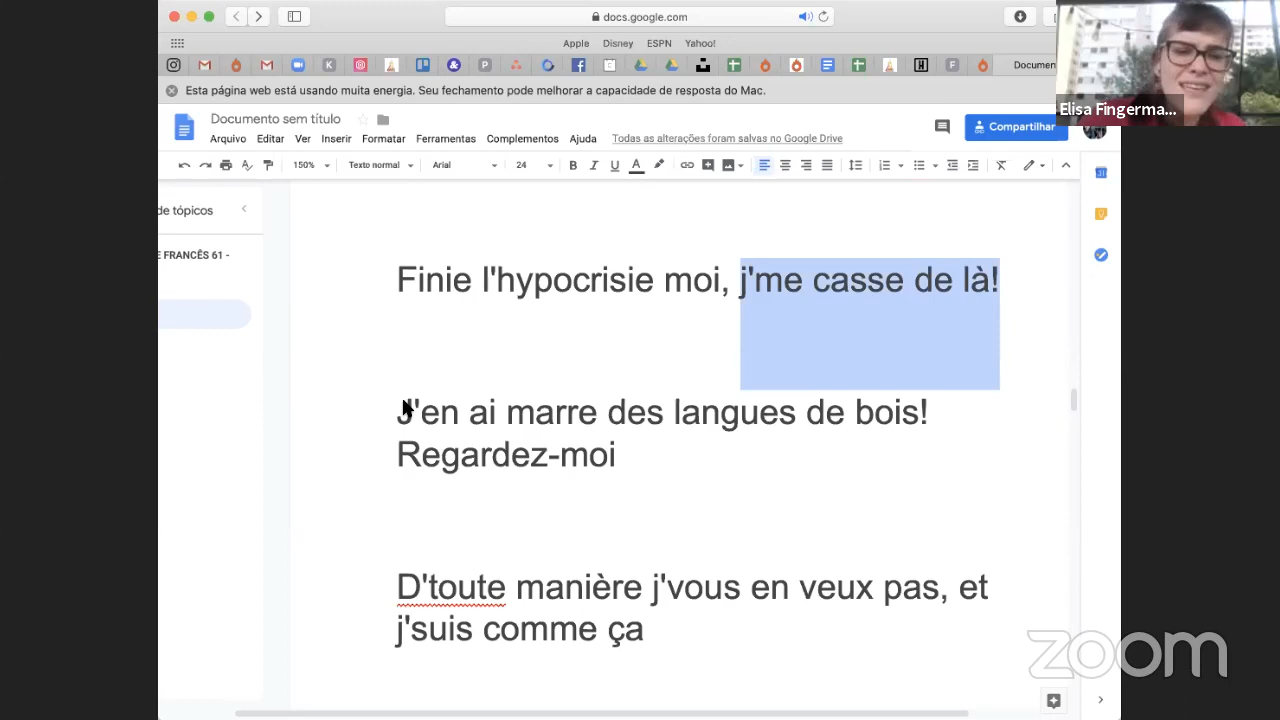 docs.google.com
Apple Disney ESPN Yahoo!
Documen
Esta página web está usando muita energia. Seu fechamento pode melhorar a capacidade de resposta do Mac.
Elisa Fingerma...
Documento sem título
Arquivo Editar Ver Inserir Formatar Ferramentas Complementos Ajuda Todas as alterações foram salvas no Google Drive
Compartilhar
150% Texto normal Arial 24
de tópicos
E FRANCÊS 61 -
Finie l'hypocrisie moi, j'me casse de là!
J'en ai marre des langues de bois!
Regardez-moi
D'toute manière j'vous en veux pas, et
j'suis comme ça
zoom